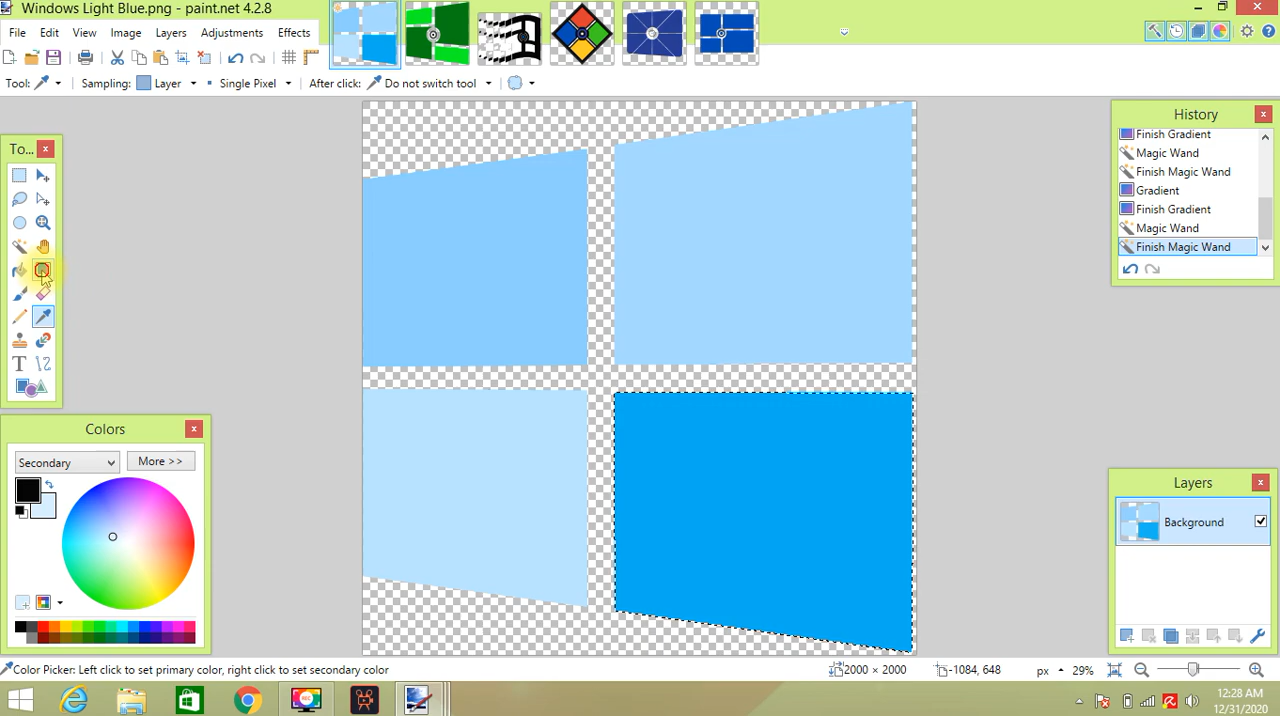 Windows Light Blue.png - paint.net 4.2.8
File Edit View Image Layers Adjustments Effects
Tool: Sampling: Layer Single Pixel After click: Do not switch tool
To...
History
Finish Gradient
Magic Wand
Finish Magic Wand
Gradient
Finish Gradient
Magic Wand
Finish Magic Wand
T
Colors
Secondary
More >>
Layers
Background
Color Picker: Left click to set primary color, right click to set secondary color
2000 × 2000
-1084, 648
px
29%
12:28 AM
12/31/2020